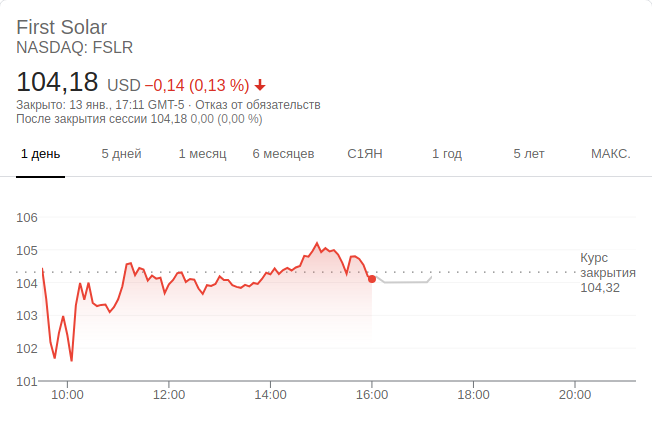 First Solar
NASDAQ: FSLR
104,18 USD −0,14 (0,13 %)
Закрыто: 13 янв., 17:11 GMT-5 · Отказ от обязательств
После закрытия сессии 104,18 0,00 (0,00 %)
1 день 5 дней 1 месяц 6 месяцев С1ЯН 1 год 5 лет МАКС.
106
105
104
103
102
101
Курс
закрытия
104,32
10:00 12:00 14:00 16:00 18:00 20:00